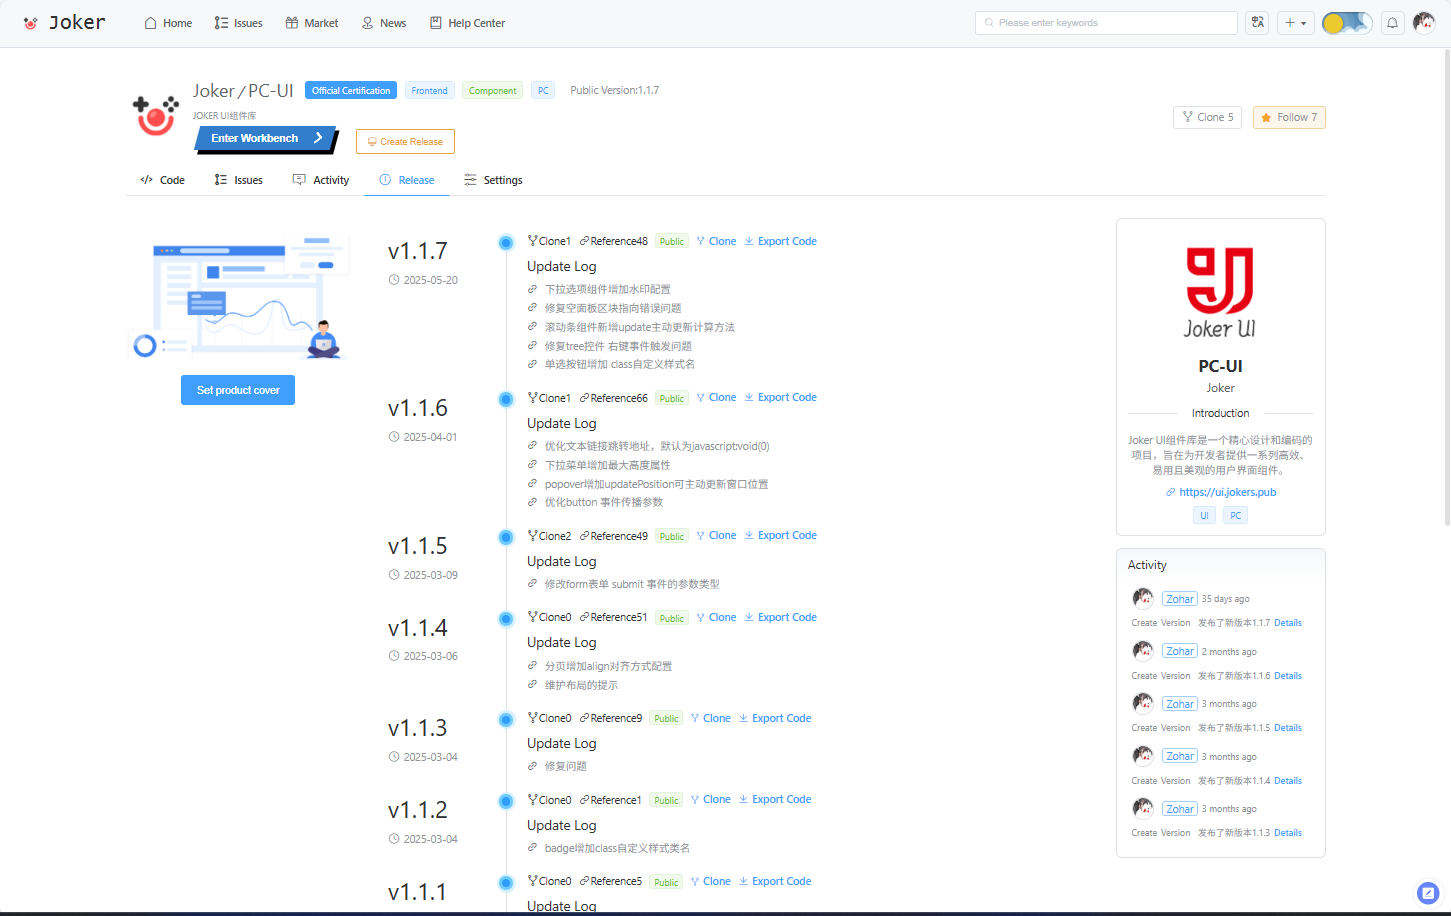 Joker
Home
Issues
Market
News
Help Center
Please enter keywords
Joker / PC-UI
Official Certification
Frontend
Component
PC
Public Version:1.1.7
JOKER UI组件库
Enter Workbench
Create Release
Clone 5
Follow 7
Code
Issues
Activity
Release
Settings
Set product cover
v1.1.7
2025-05-20
Clone1 Reference48 Public Clone Export Code
Update Log
下拉选项组件增加水印配置
修复空面板区块指向错误问题
滚动条组件新增update主动更新计算方法
修复tree控件 右键事件触发问题
单选按钮增加 class自定义样式名
v1.1.6
2025-04-01
Clone1 Reference66 Public Clone Export Code
Update Log
优化文本链接跳转地址，默认为javascript:void(0)
下拉菜单增加最大高度属性
popover增加updatePosition可主动更新窗口位置
优化button 事件传播参数
v1.1.5
2025-03-09
Clone2 Reference49 Public Clone Export Code
Update Log
修改form表单 submit 事件的参数类型
v1.1.4
2025-03-06
Clone0 Reference51 Public Clone Export Code
Update Log
分页增加align对齐方式配置
维护布局的提示
v1.1.3
2025-03-04
Clone0 Reference9 Public Clone Export Code
Update Log
修复问题
v1.1.2
2025-03-04
Clone0 Reference1 Public Clone Export Code
Update Log
badge增加class自定义样式类名
v1.1.1
Clone0 Reference5 Public Clone Export Code
Update Log
Joker UI
PC-UI
Joker
Introduction
Joker UI组件库是一个精心设计和编码的
项目，旨在为开发者提供一系列高效、
易用且美观的用户界面组件。
https://ui.jokers.pub
UI PC
Activity
Zohar 35 days ago
Create Version 发布了新版本1.1.7 Details
Zohar 2 months ago
Create Version 发布了新版本1.1.6 Details
Zohar 3 months ago
Create Version 发布了新版本1.1.5 Details
Zohar 3 months ago
Create Version 发布了新版本1.1.4 Details
Zohar 3 months ago
Create Version 发布了新版本1.1.3 Details